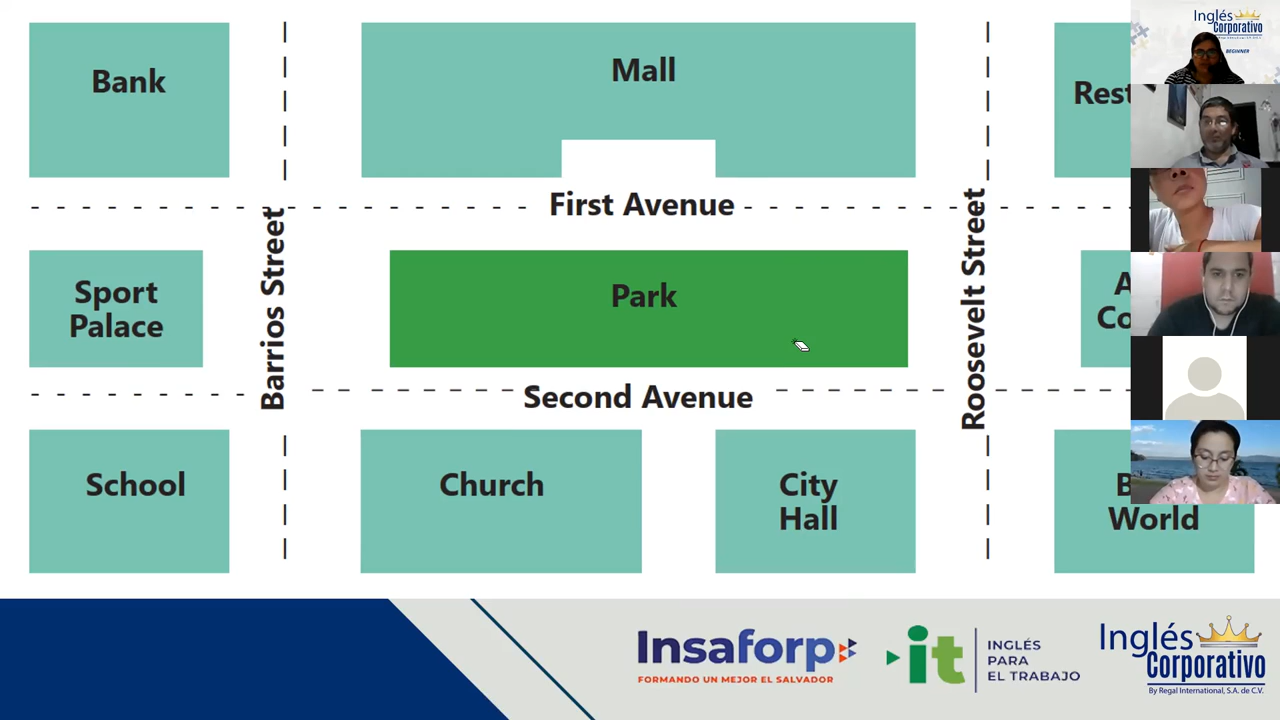 Bank
Mall
Rest
First Avenue
Barrios Street
Roosevelt Street
Sport
Palace
Park
A
Co
Second Avenue
School
Church
City
Hall
B
World
Insaforp
FORMANDO UN MEJOR EL SALVADOR
it
INGLÉS
PARA
EL TRABAJO
Inglés
Corporativo
By Regal International, S.A. de C.V.
Inglés
Corporativo
BEGINNER